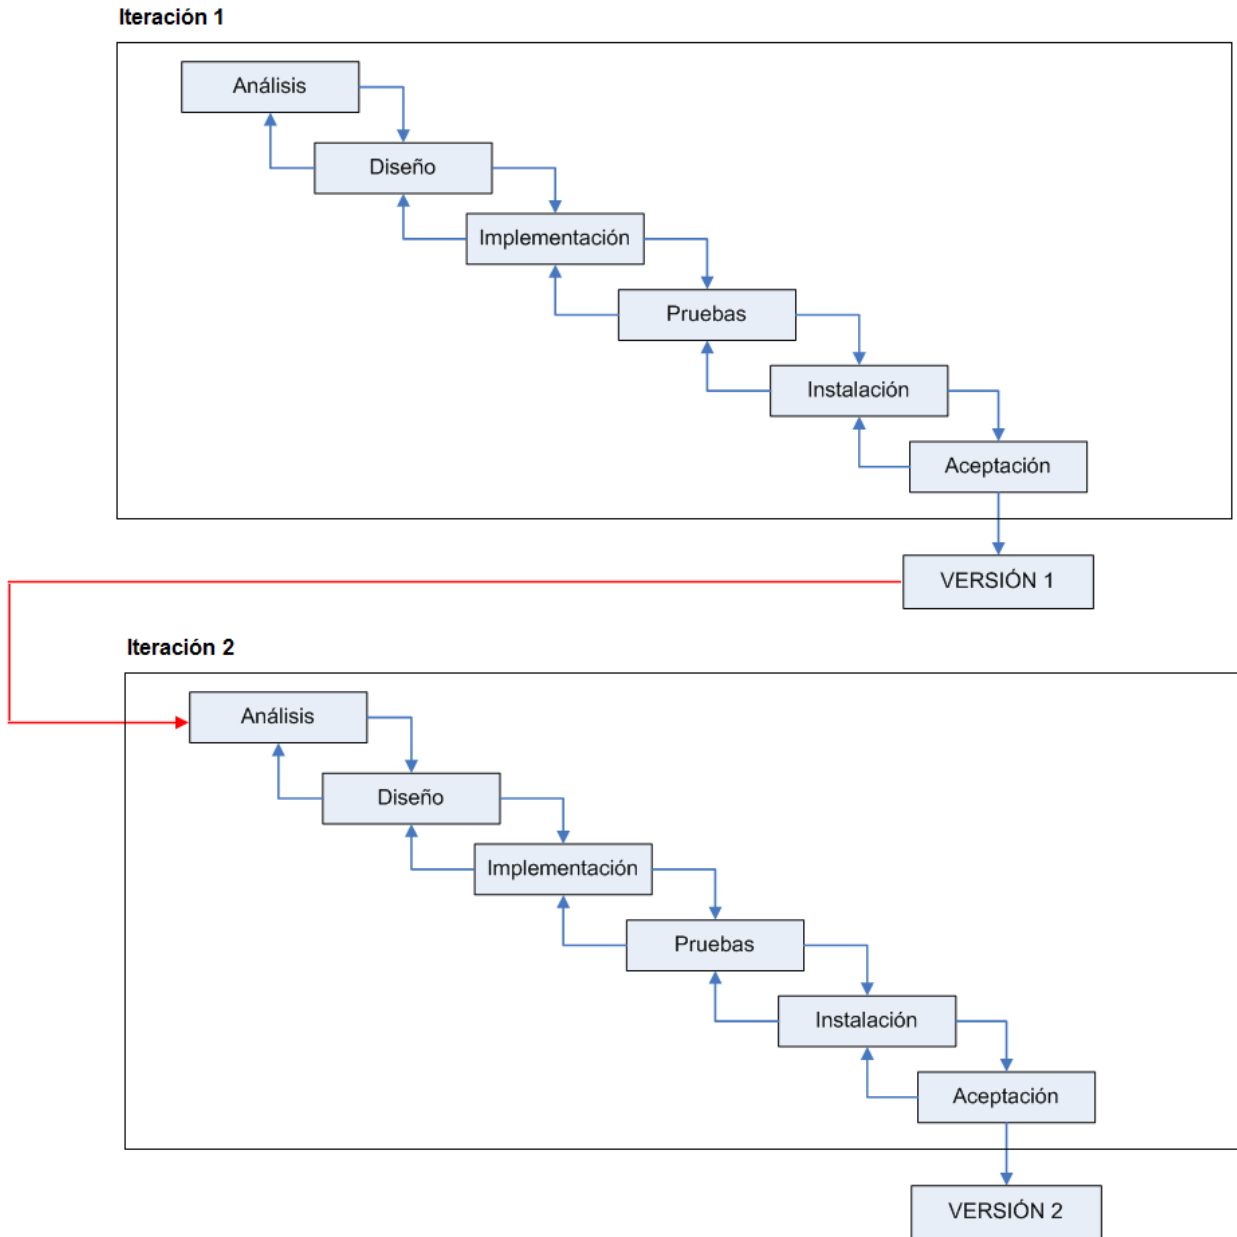 Iteración 1
Análisis
Diseño
Implementación
Pruebas
Instalación
Aceptación
VERSIÓN 1
Iteración 2
Análisis
Diseño
Implementación
Pruebas
Instalación
Aceptación
VERSIÓN 2